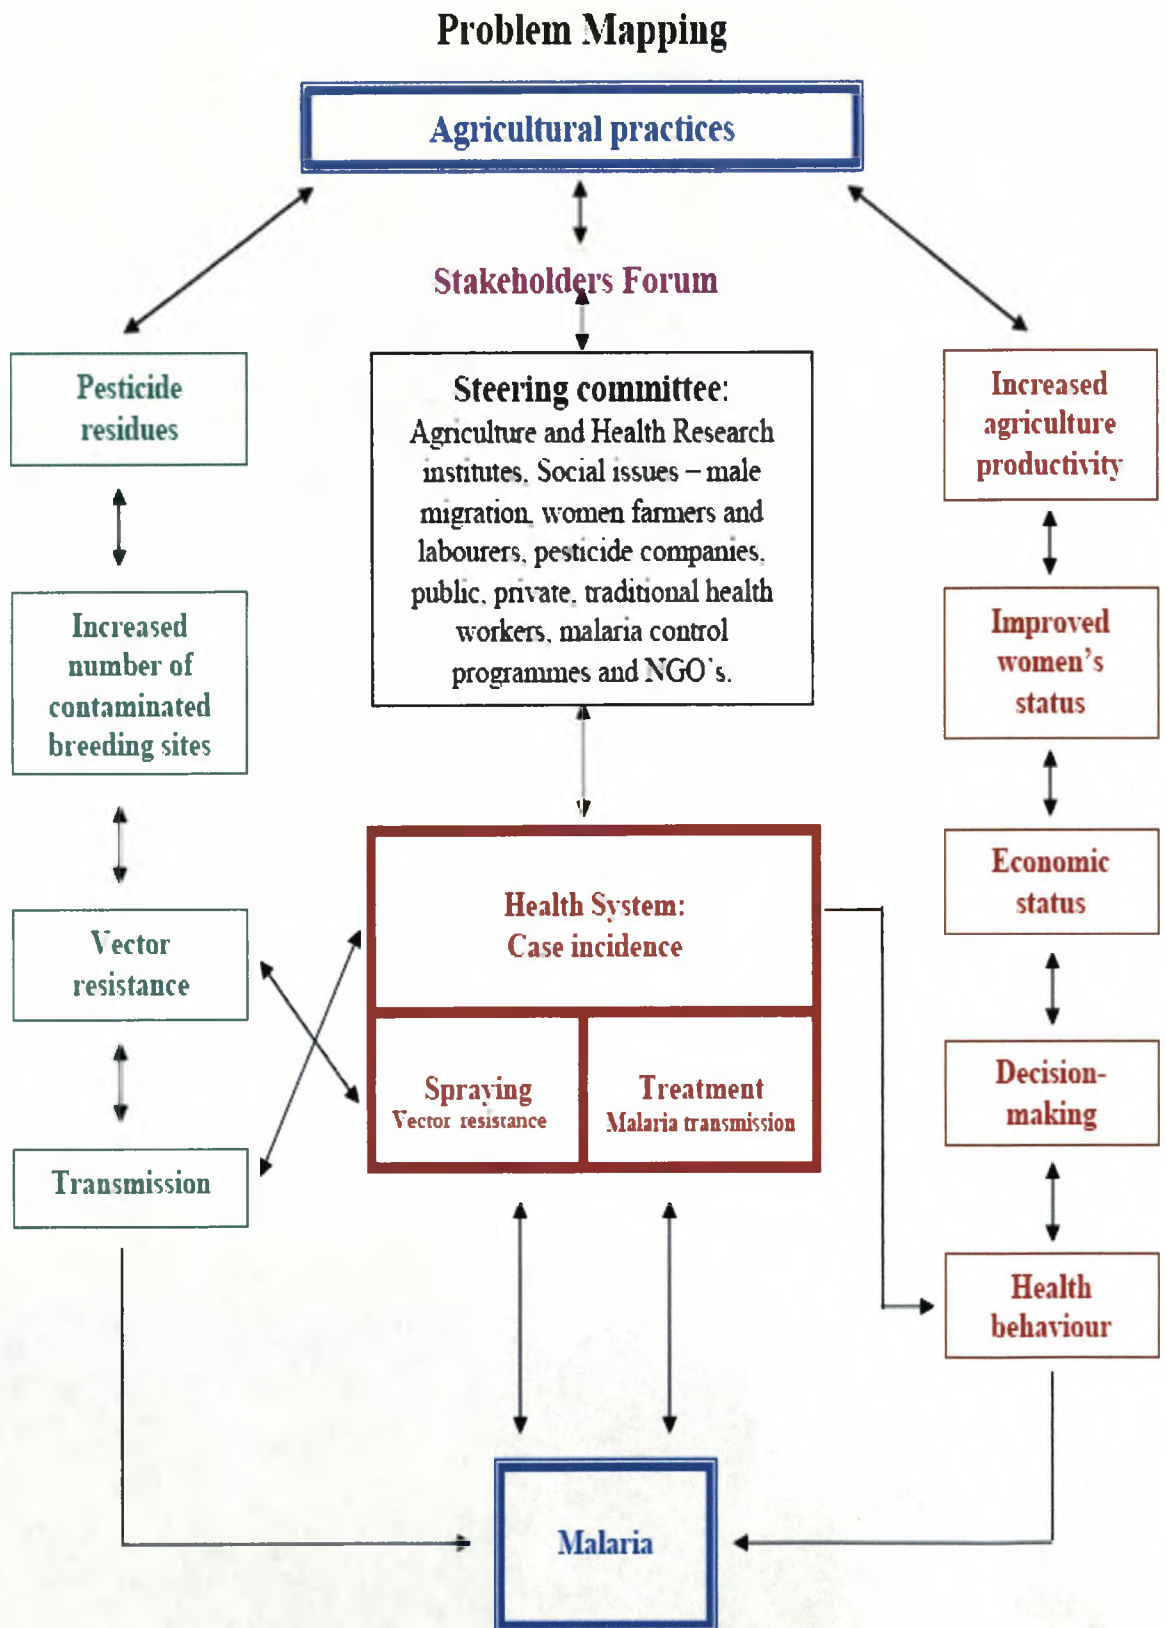 Problem Mapping
Agricultural practices
Stakeholders Forum
Pesticide
residues
Increased
number of
contaminated
breeding sites
Vector
resistance
Transmission
Steering committee:
Agriculture and Health Research
institutes, Social issues – male
migration, women farmers and
labourers, pesticide companies,
public, private, traditional health
workers, malaria control
programmes and NGO's.
Health System:
Case incidence
Spraying
Vector resistance
Treatment
Malaria transmission
Increased
agriculture
productivity
Improved
women's
status
Economic
status
Decision-
making
Health
behaviour
Malaria